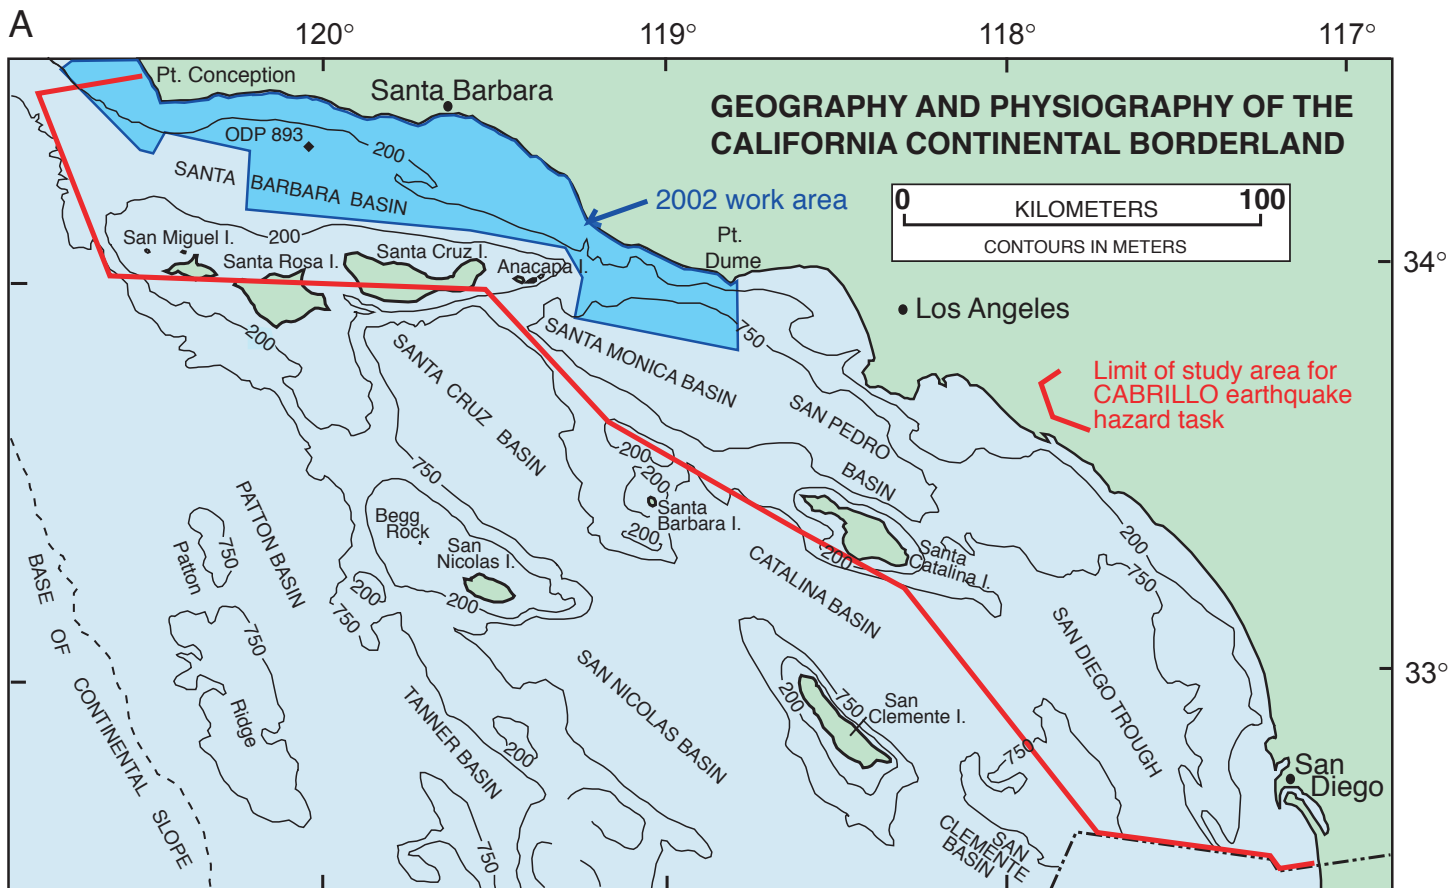 A
120°
119°
118°
117°
Pt. Conception
Santa Barbara
GEOGRAPHY AND PHYSIOGRAPHY OF THE
CALIFORNIA CONTINENTAL BORDERLAND
ODP 893
200
SANTA BARBARA BASIN
2002 work area
0
100
KILOMETERS
CONTOURS IN METERS
Pt.
Dume
34°
San Miguel I.
200
Santa Rosa I.
Santa Cruz I.
Anacapa I.
Los Angeles
200
750
SANTA MONICA BASIN
SANTA CRUZ BASIN
Limit of study area for
CABRILLO earthquake
hazard task
SAN PEDRO
BASIN
750
200
200
Santa
Barbara I.
200
PATTON BASIN
Begg
Rock
San
Nicolas I.
200
200
750
Patton
750
Ridge
750
BASE OF CONTINENTAL SLOPE
200
Santa
Catalina I.
200
750
CATALINA BASIN
SAN DIEGO TROUGH
SAN NICOLAS BASIN
TANNER BASIN
200
750
200
750
San
Clemente I.
750
33°
San
Diego
SAN
CLEMENTE
BASIN